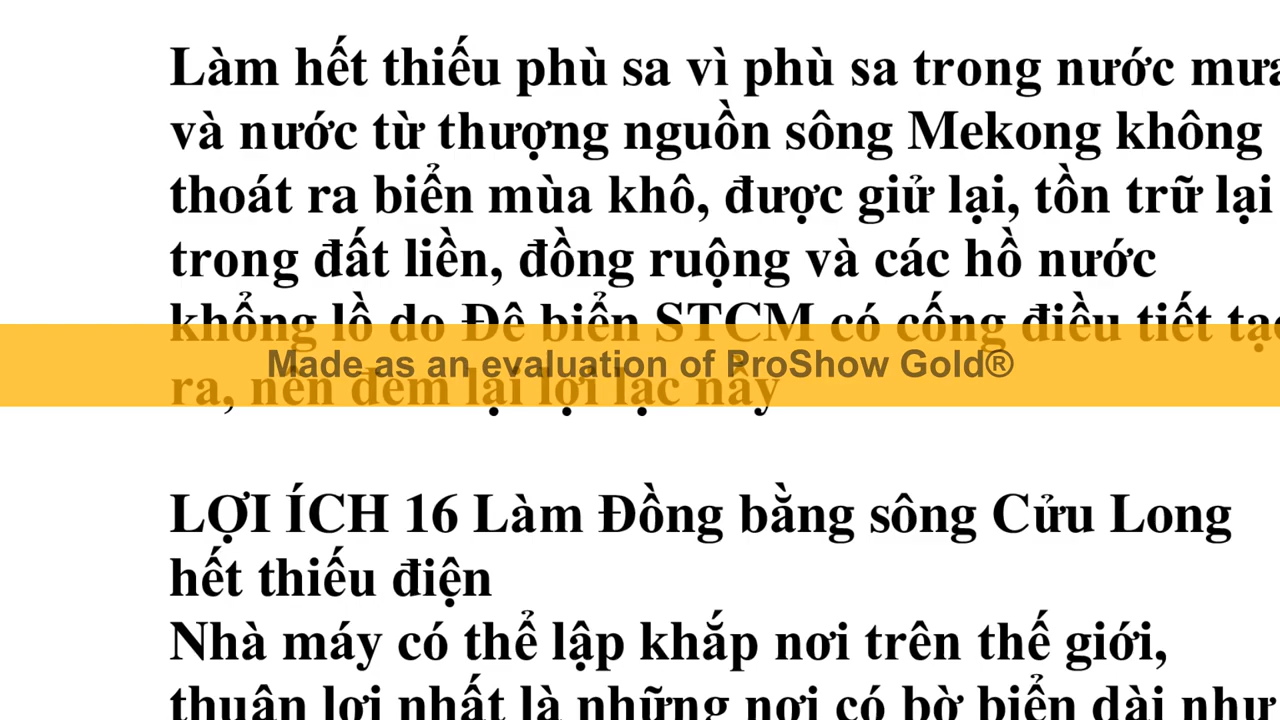 Làm hết thiếu phù sa vì phù sa trong nước mưa
và nước từ thượng nguồn sông Mekong không
thoát ra biển mùa khô, được giử lại, tồn trữ lại
trong đất liền, đồng ruộng và các hồ nước
khổng lồ do Đê biển STCM có cống điều tiết tạo
Made as an evaluation of ProShow Gold®
ra, nên đem lại lợi lạc nầy
LỢI ÍCH 16 Làm Đồng bằng sông Cửu Long
hết thiếu điện
Nhà máy có thể lập khắp nơi trên thế giới,
thuận lợi nhất là những nơi có bờ biển dài như